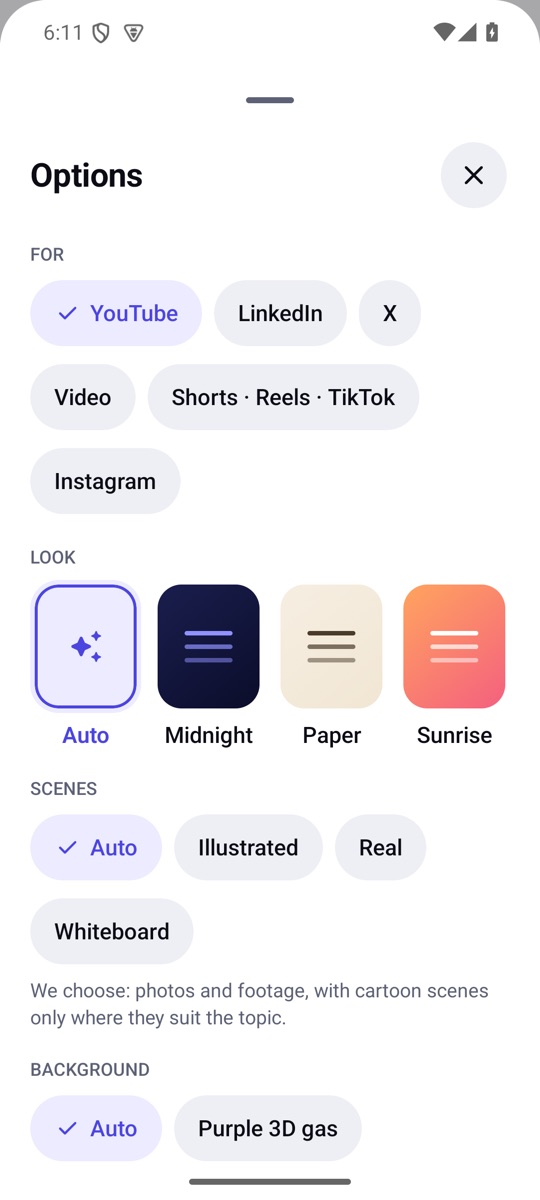 6:11
Options
FOR
YouTube
LinkedIn
X
Video
Shorts · Reels · TikTok
Instagram
LOOK
Auto
Midnight
Paper
Sunrise
SCENES
Auto
Illustrated
Real
Whiteboard
We choose: photos and footage, with cartoon scenes
only where they suit the topic.
BACKGROUND
Auto
Purple 3D gas